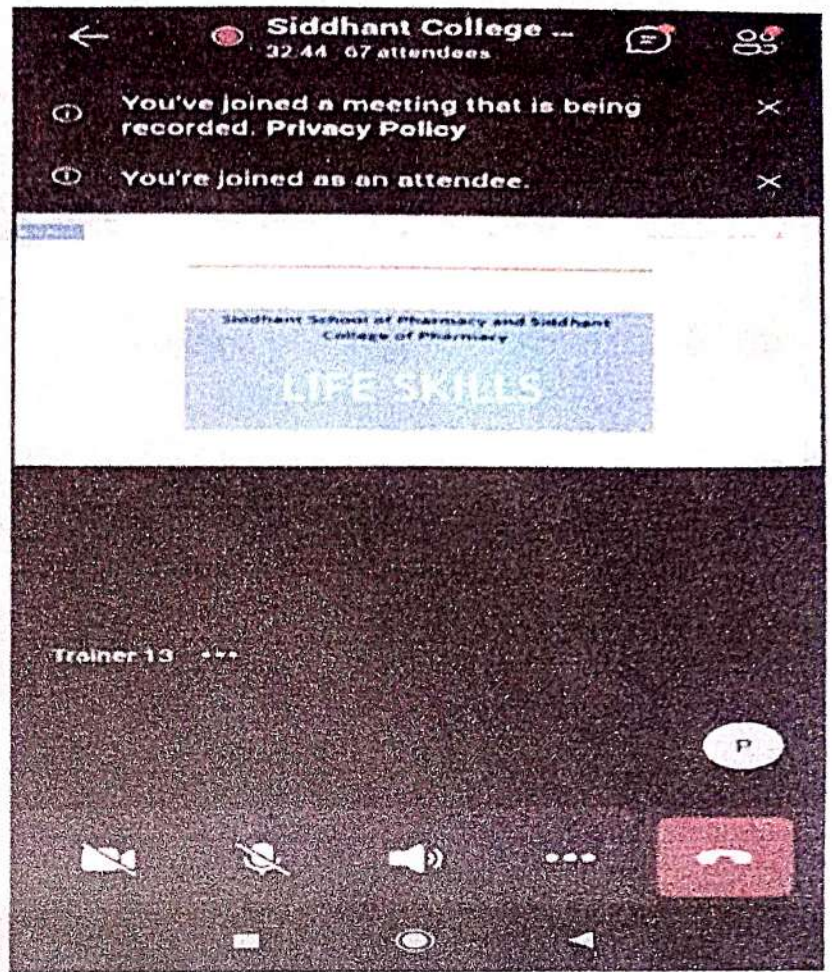 Siddhant College ...
32:44 67 attendees
You've joined a meeting that is being
recorded. Privacy Policy
You're joined as an attendee.
Siddhant School of Pharmacy and Siddhant
College of Pharmacy
LIFE SKILLS
Trainer 13 ...
P